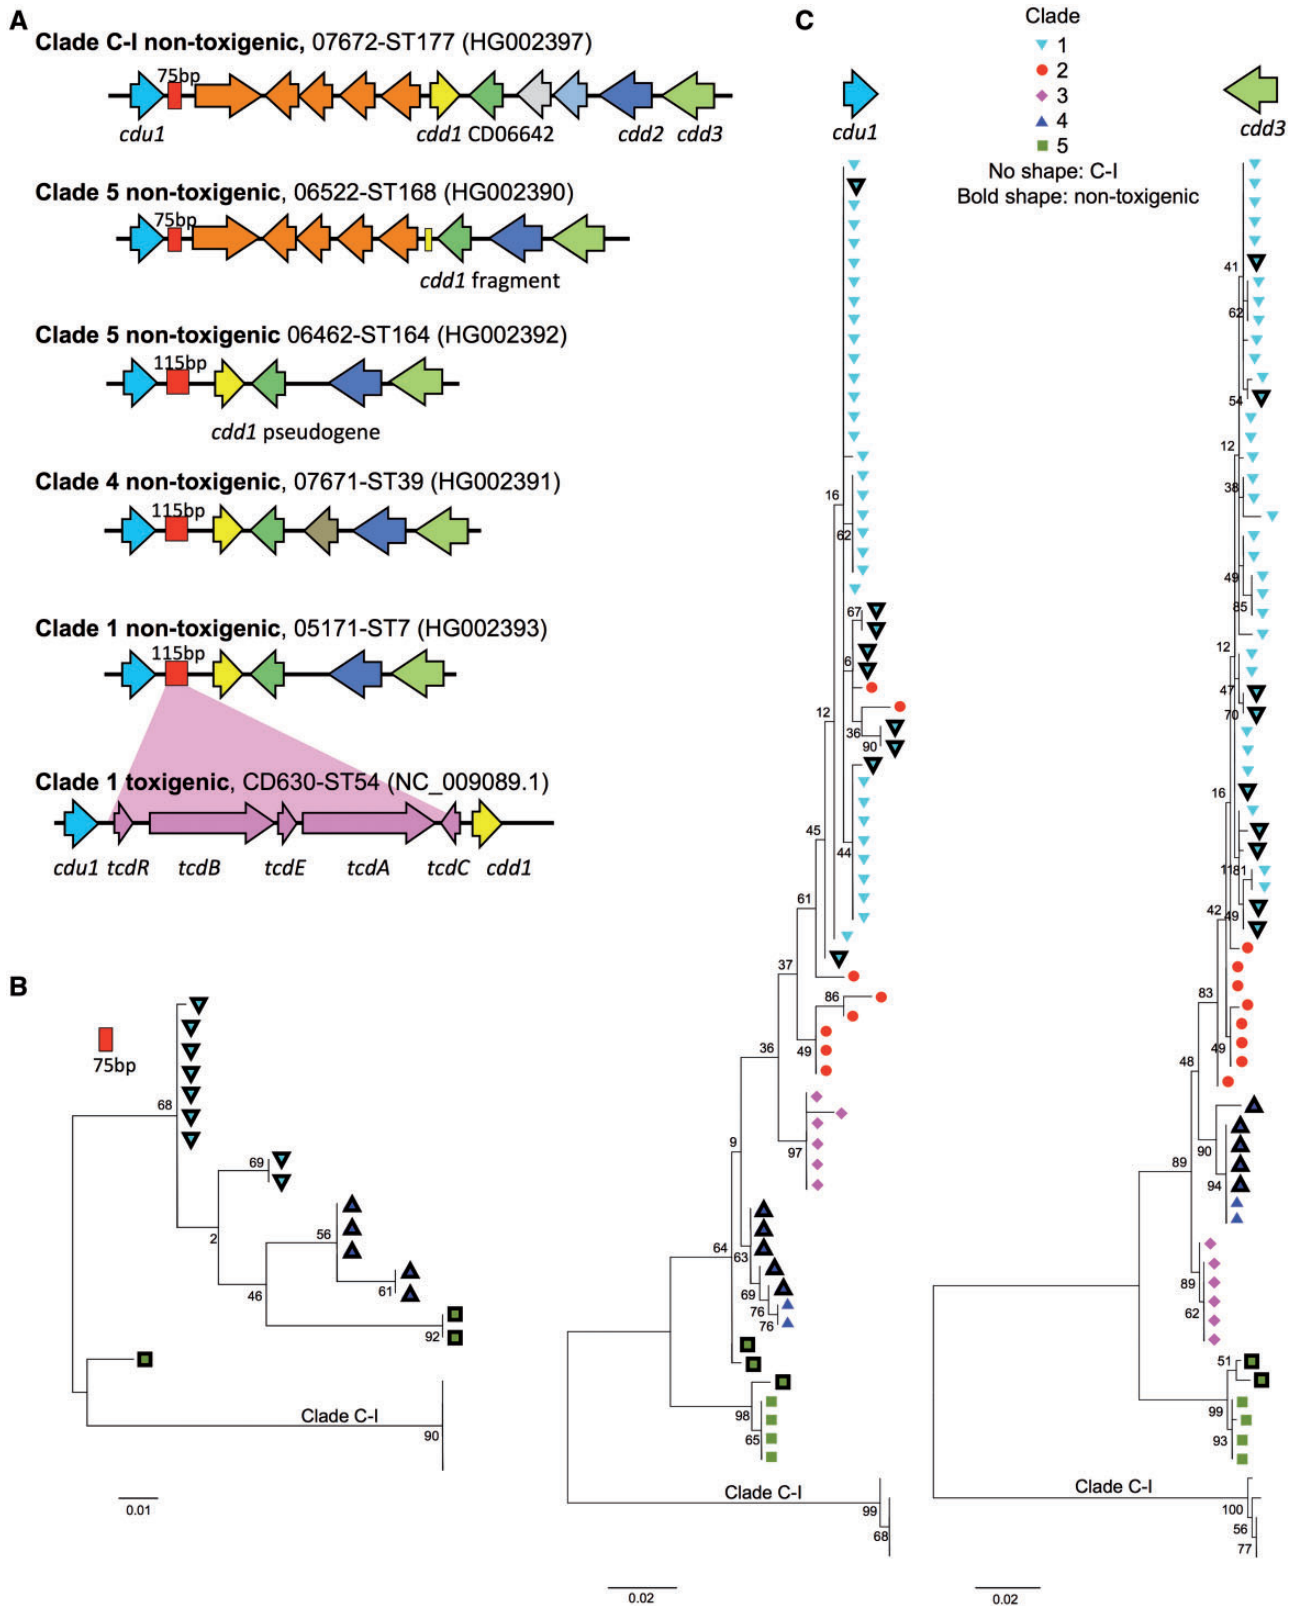 A
Clade C-I non-toxigenic, 07672-ST177 (HG002397)
75bp
cdu1
cdd1 CD06642
cdd2
cdd3
Clade 5 non-toxigenic, 06522-ST168 (HG002390)
75bp
cdd1 fragment
Clade 5 non-toxigenic 06462-ST164 (HG002392)
115bp
cdd1 pseudogene
Clade 4 non-toxigenic, 07671-ST39 (HG002391)
115bp
Clade 1 non-toxigenic, 05171-ST7 (HG002393)
115bp
Clade 1 toxigenic, CD630-ST54 (NC_009089.1)
cdu1 tcdR tcdB tcdE tcdA tcdC cdd1
B
75bp
68
69
2
56
61
46
92
Clade C-I
90
0.01
C
Clade
1
2
3
4
5
No shape: C-I
Bold shape: non-toxigenic
cdu1
16
62
67
6
12
36
90
45
44
61
37
86
49
36
97
9
64
63
69
76
76
98
65
Clade C-I
99
68
0.02
cdd3
41
62
54
12
38
49
85
12
47
70
16
1181
42
49
83
49
48
90
89
94
89
62
51
99
93
Clade C-I
100
56
77
0.02